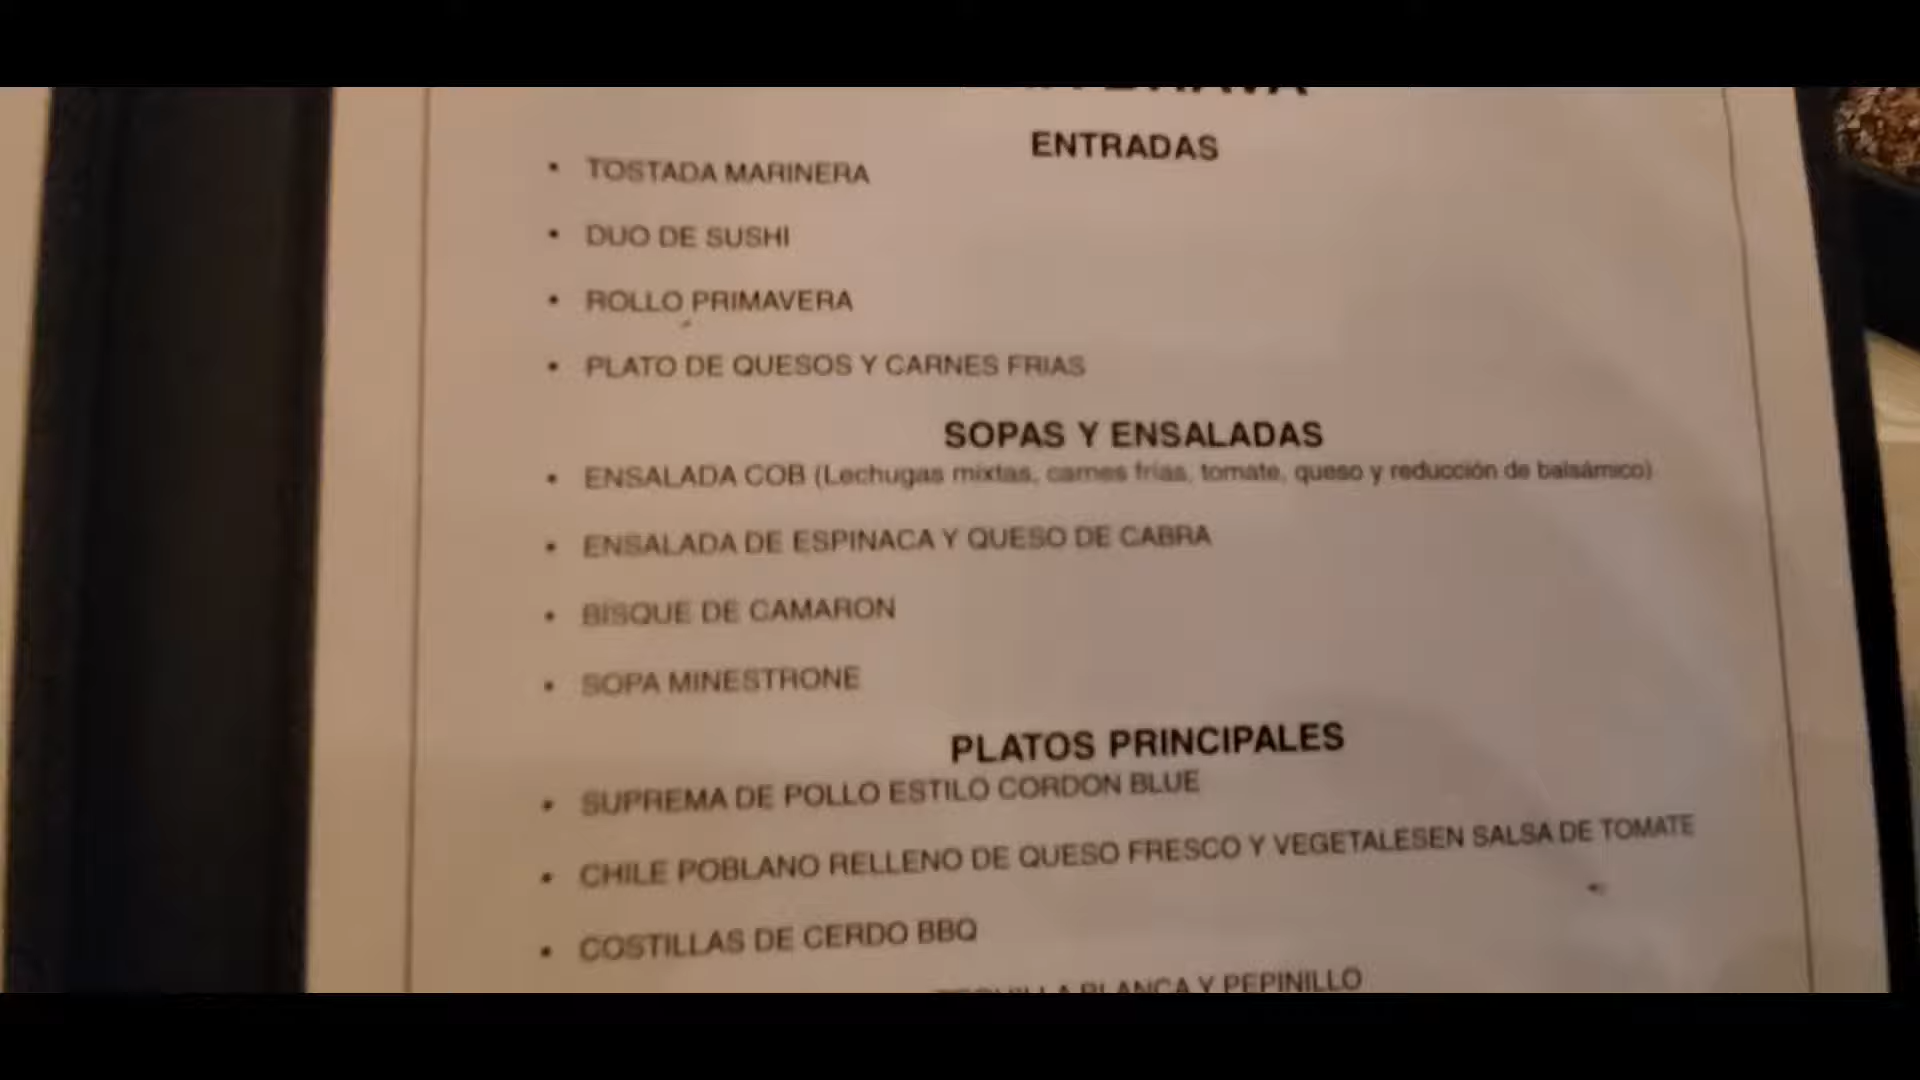 ENTRADAS
• TOSTADA MARINERA
• DUO DE SUSHI
• ROLLO PRIMAVERA
• PLATO DE QUESOS Y CARNES FRIAS
SOPAS Y ENSALADAS
• ENSALADA COB (Lechugas mixtas, carnes frias, tomate, queso y reducción de balsámico)
• ENSALADA DE ESPINACA Y QUESO DE CABRA
• BISQUE DE CAMARON
• SOPA MINESTRONE
PLATOS PRINCIPALES
• SUPREMA DE POLLO ESTILO CORDON BLUE
• CHILE POBLANO RELLENO DE QUESO FRESCO Y VEGETALESEN SALSA DE TOMATE
• COSTILLAS DE CERDO BBQ
BLANCA Y PEPINILLO